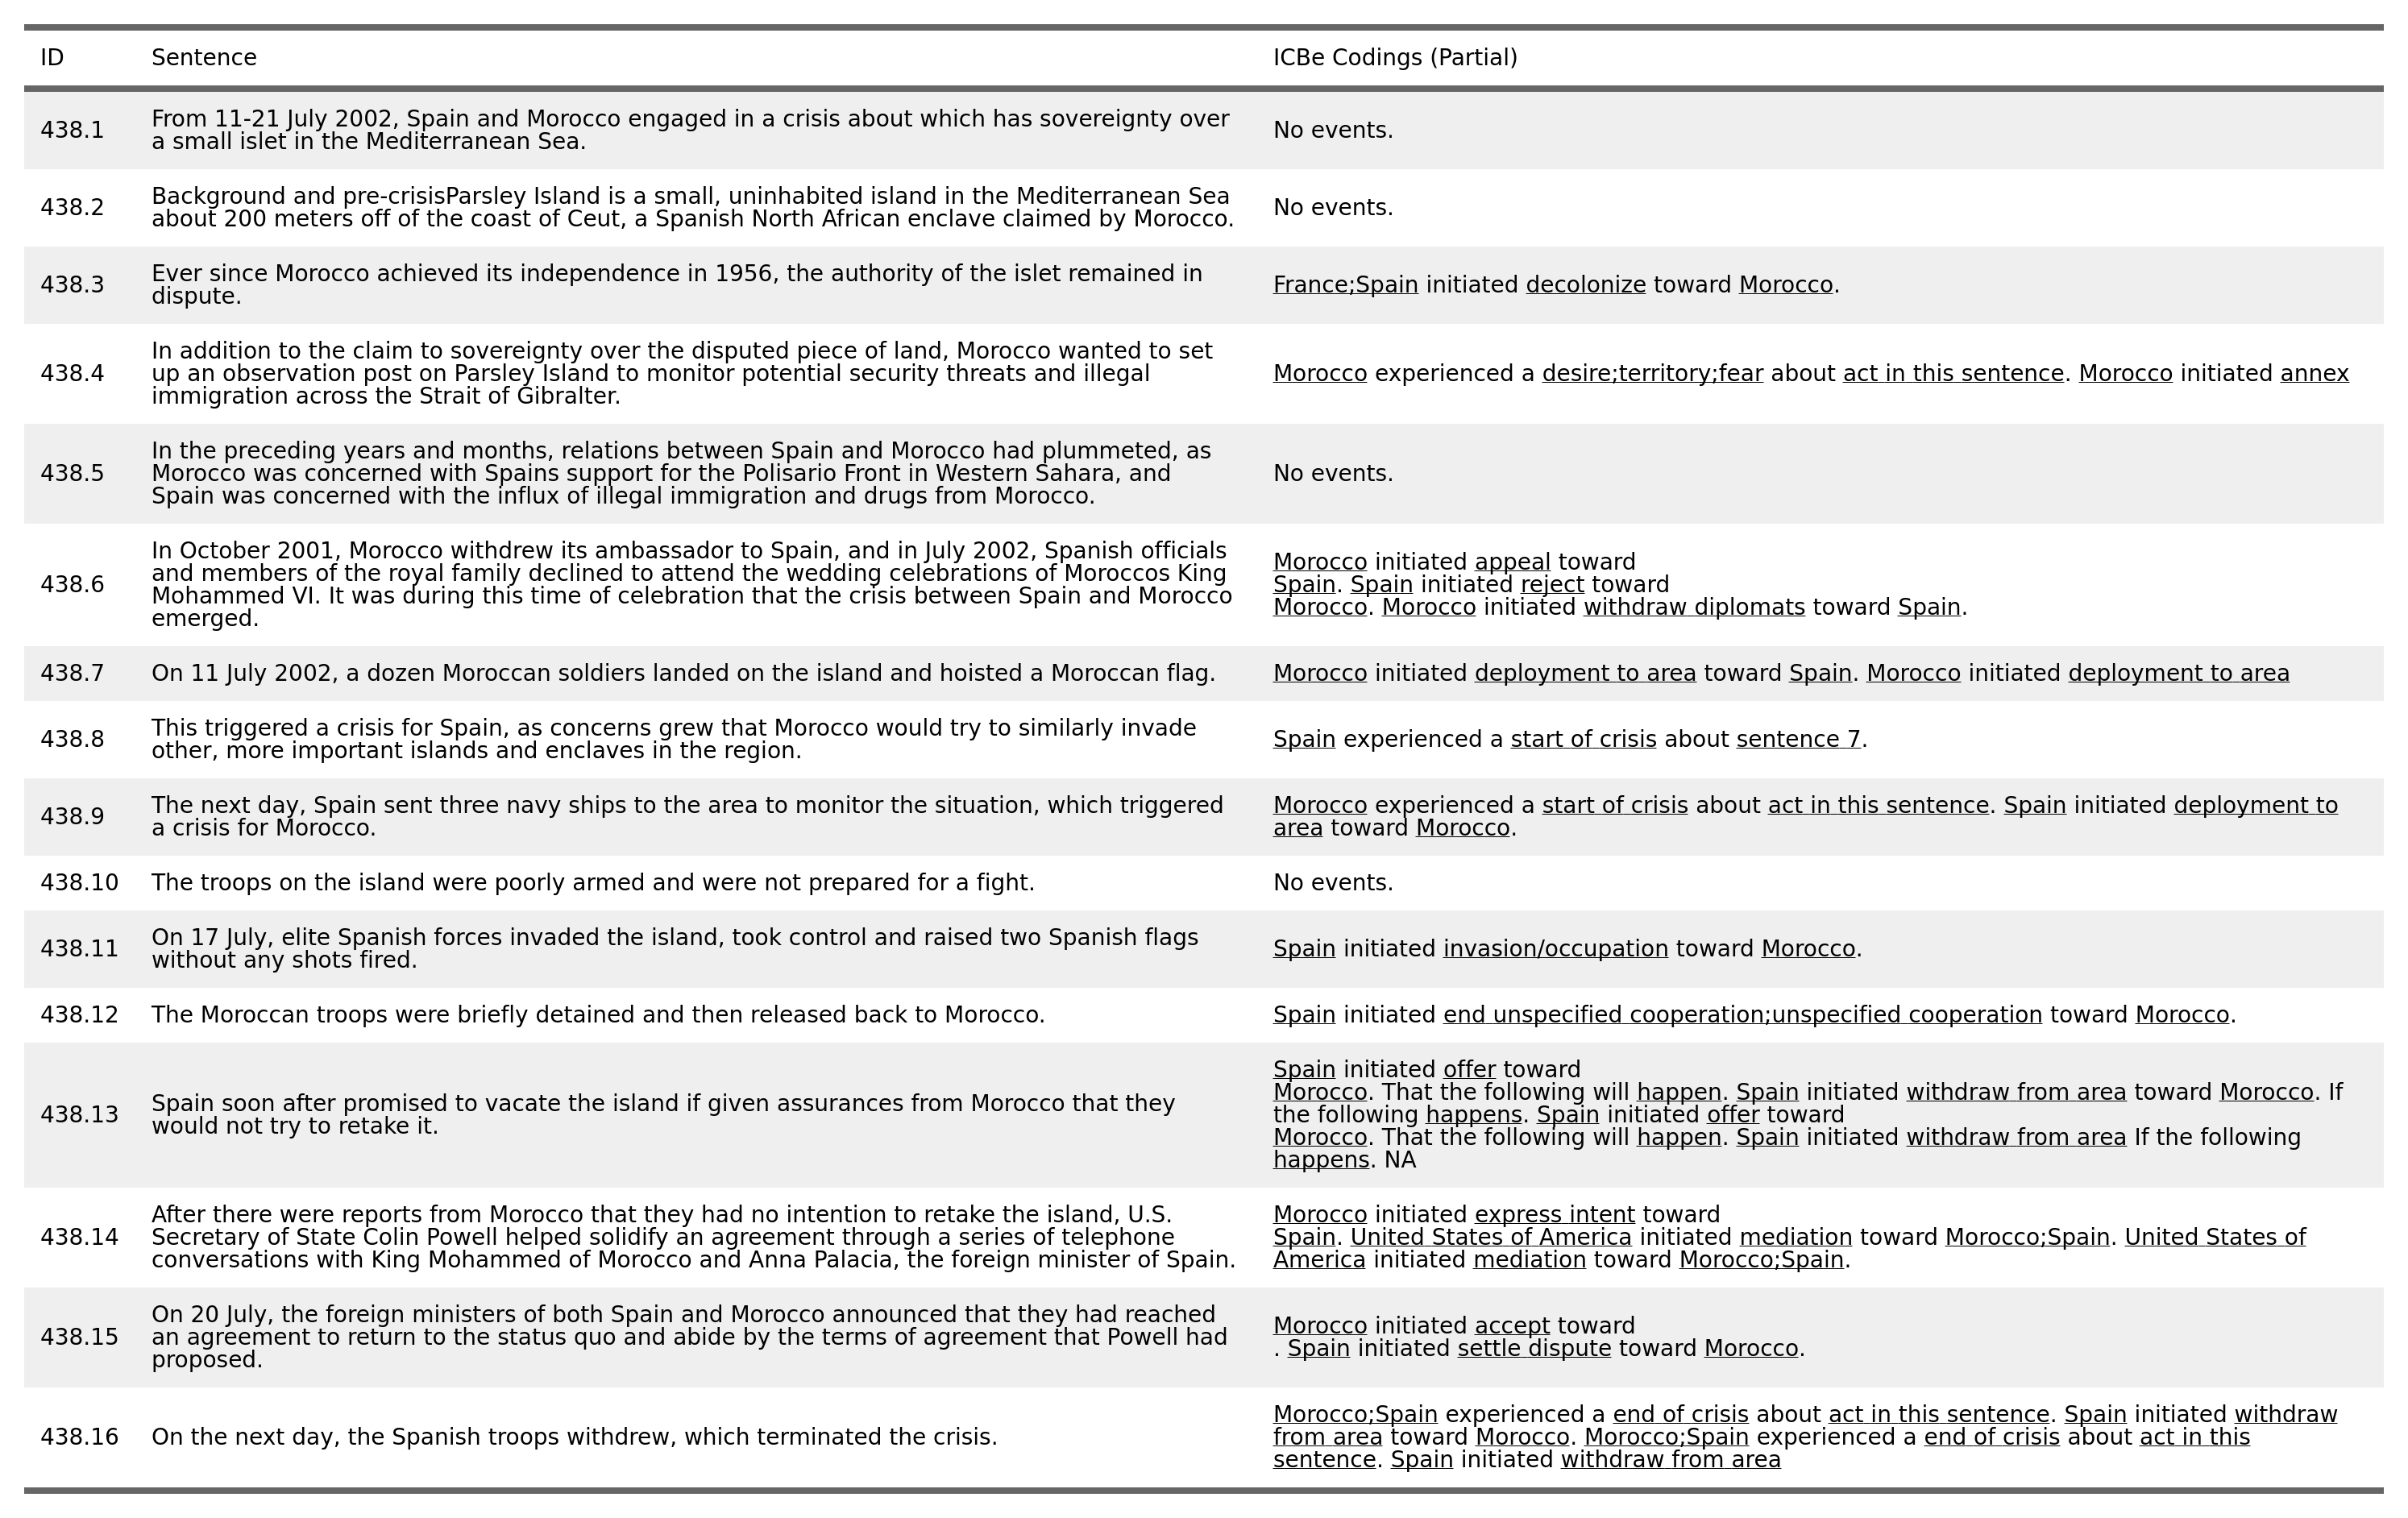 ID Sentence ICBe Codings (Partial)
438.1 From 11-21 July 2002, Spain and Morocco engaged in a crisis about which has sovereignty over
a small islet in the Mediterranean Sea.
No events.
438.2 Background and pre-crisisParsley Island is a small, uninhabited island in the Mediterranean Sea
about 200 meters off of the coast of Ceut, a Spanish North African enclave claimed by Morocco.
No events.
438.3 Ever since Morocco achieved its independence in 1956, the authority of the islet remained in
dispute.
France;Spain initiated decolonize toward Morocco.
438.4 In addition to the claim to sovereignty over the disputed piece of land, Morocco wanted to set
up an observation post on Parsley Island to monitor potential security threats and illegal
immigration across the Strait of Gibralter.
Morocco experienced a desire;territory;fear about act in this sentence. Morocco initiated annex
438.5 In the preceding years and months, relations between Spain and Morocco had plummeted, as
Morocco was concerned with Spains support for the Polisario Front in Western Sahara, and
Spain was concerned with the influx of illegal immigration and drugs from Morocco.
No events.
438.6 In October 2001, Morocco withdrew its ambassador to Spain, and in July 2002, Spanish officials
and members of the royal family declined to attend the wedding celebrations of Moroccos King
Mohammed VI. It was during this time of celebration that the crisis between Spain and Morocco
emerged.
Morocco initiated appeal toward
Spain. Spain initiated reject toward
Morocco. Morocco initiated withdraw diplomats toward Spain.
438.7 On 11 July 2002, a dozen Moroccan soldiers landed on the island and hoisted a Moroccan flag.
Morocco initiated deployment to area toward Spain. Morocco initiated deployment to area
438.8 This triggered a crisis for Spain, as concerns grew that Morocco would try to similarly invade
other, more important islands and enclaves in the region.
Spain experienced a start of crisis about sentence 7.
438.9 The next day, Spain sent three navy ships to the area to monitor the situation, which triggered
a crisis for Morocco.
Morocco experienced a start of crisis about act in this sentence. Spain initiated deployment to
area toward Morocco.
438.10 The troops on the island were poorly armed and were not prepared for a fight.
No events.
438.11 On 17 July, elite Spanish forces invaded the island, took control and raised two Spanish flags
without any shots fired.
Spain initiated invasion/occupation toward Morocco.
438.12 The Moroccan troops were briefly detained and then released back to Morocco.
Spain initiated end unspecified cooperation;unspecified cooperation toward Morocco.
438.13 Spain soon after promised to vacate the island if given assurances from Morocco that they
would not try to retake it.
Spain initiated offer toward
Morocco. That the following will happen. Spain initiated withdraw from area toward Morocco. If
the following happens. Spain initiated offer toward
Morocco. That the following will happen. Spain initiated withdraw from area If the following
happens. NA
438.14 After there were reports from Morocco that they had no intention to retake the island, U.S.
Secretary of State Colin Powell helped solidify an agreement through a series of telephone
conversations with King Mohammed of Morocco and Anna Palacia, the foreign minister of Spain.
Morocco initiated express intent toward
Spain. United States of America initiated mediation toward Morocco;Spain. United States of
America initiated mediation toward Morocco;Spain.
438.15 On 20 July, the foreign ministers of both Spain and Morocco announced that they had reached
an agreement to return to the status quo and abide by the terms of agreement that Powell had
proposed.
Morocco initiated accept toward
. Spain initiated settle dispute toward Morocco.
438.16 On the next day, the Spanish troops withdrew, which terminated the crisis.
Morocco;Spain experienced a end of crisis about act in this sentence. Spain initiated withdraw
from area toward Morocco. Morocco;Spain experienced a end of crisis about act in this
sentence. Spain initiated withdraw from area